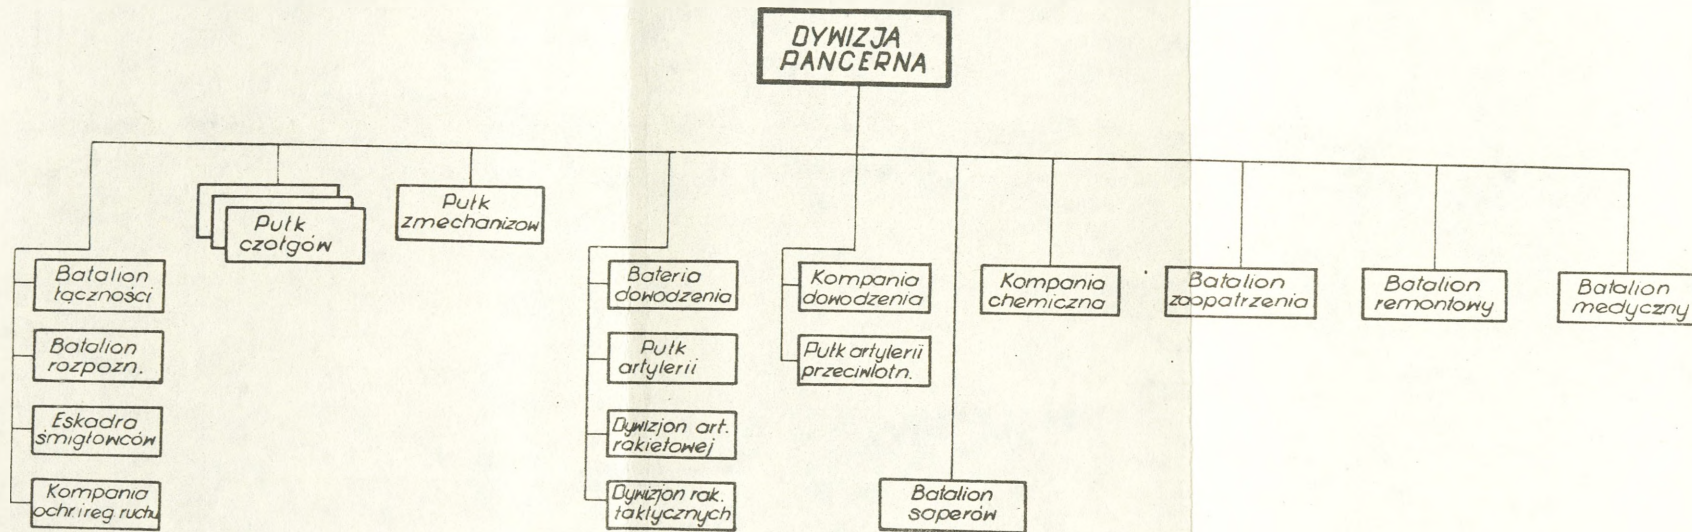 DYWIZJA
PANCERNA
Pułk
czołgów
Pułk
zmechanizow
Batalion
łączności
Batalion
rozpozn.
Eskadra
śmigłowców
Kompania
ochr.i reg. ruchu
Bateria
dowodzenia
Pułk
artylerii
Dywizjon art.
rakietowej
Dywizjon rak.
taktycznych
Kompania
dowodzenia
Pułk artylerii
przeciwlotn.
Batalion
saperów
Kompania
chemiczna
Batalion
zaopatrzenia
Batalion
remontowy
Batalion
medyczny